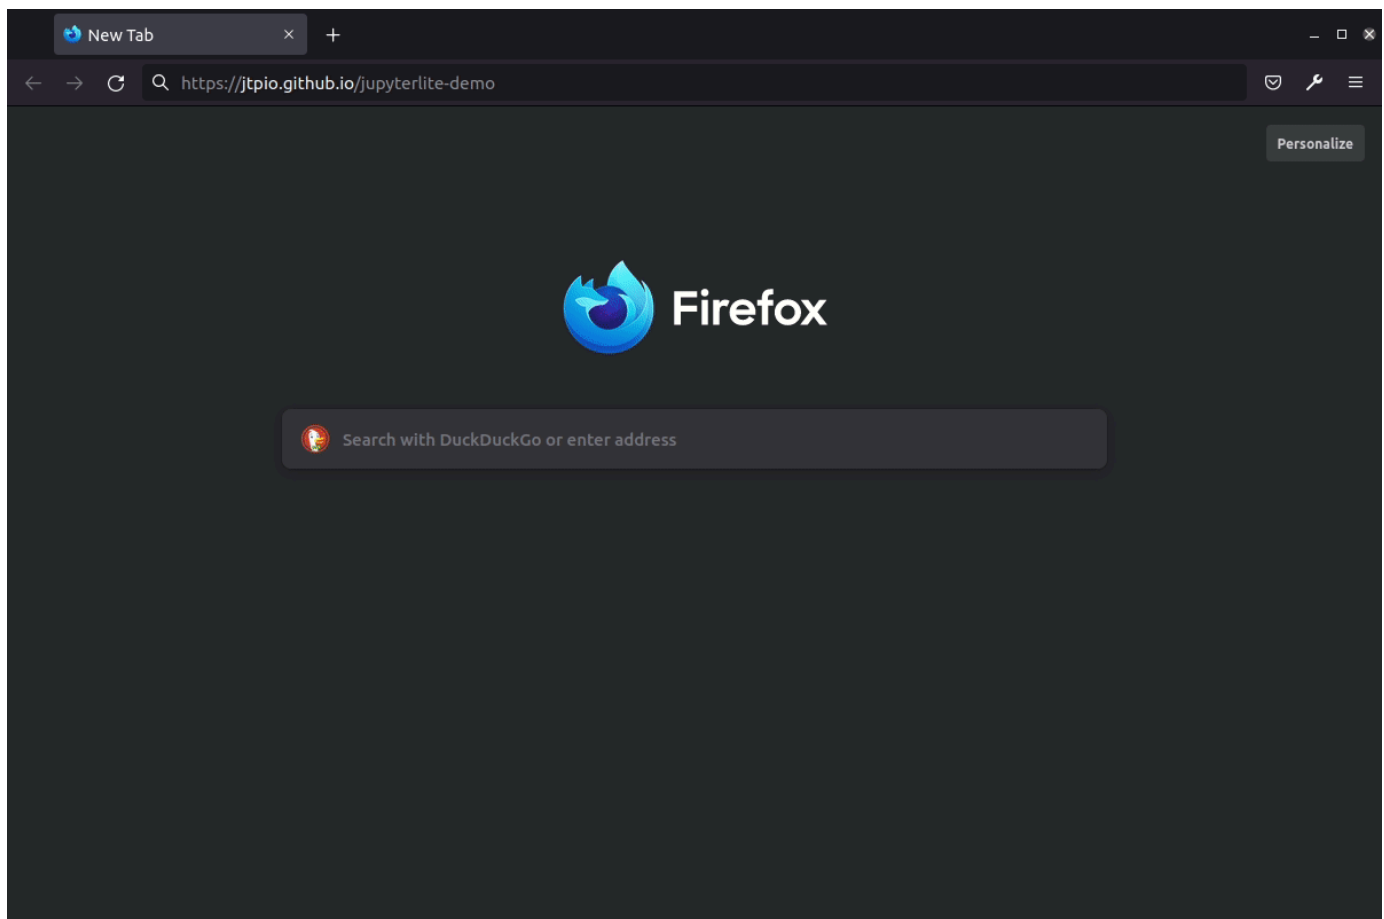 New Tab
https://jtpio.github.io/jupyterlite-demo
Personalize
Firefox
Search with DuckDuckGo or enter address